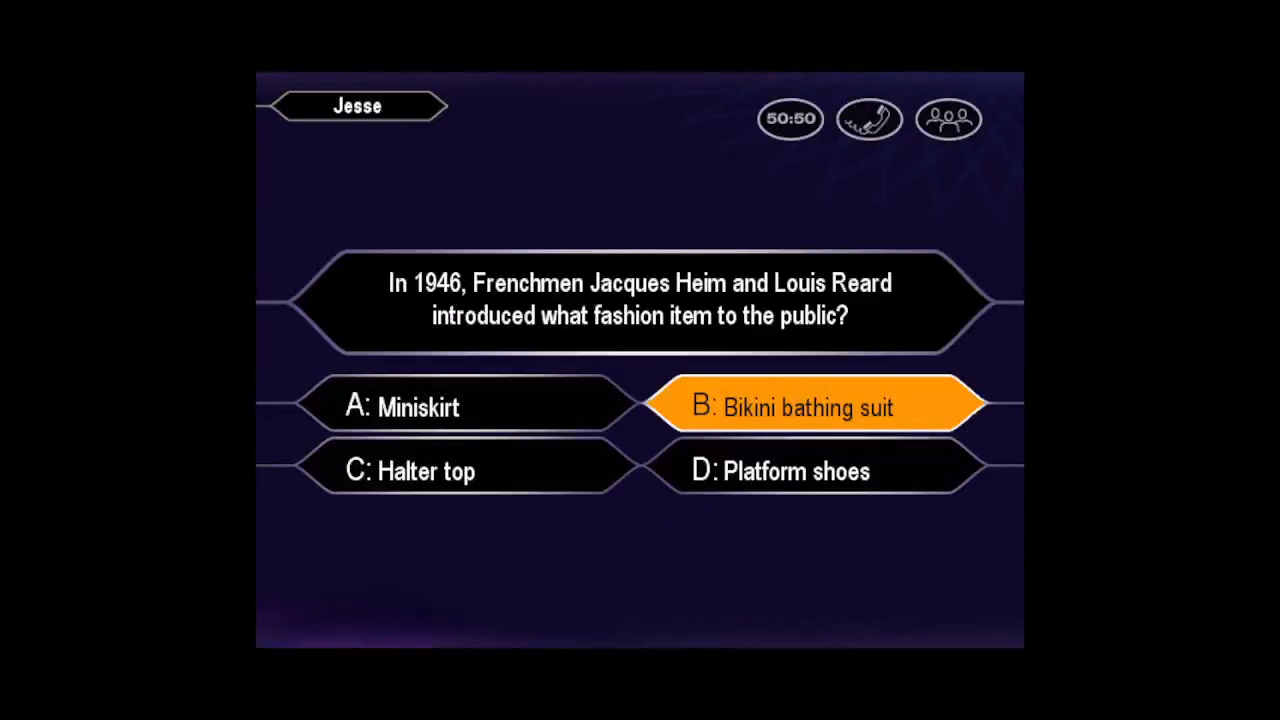 Jesse
50:50
In 1946, Frenchmen Jacques Heim and Louis Reard
introduced what fashion item to the public?
A: Miniskirt
B: Bikini bathing suit
C: Halter top
D: Platform shoes